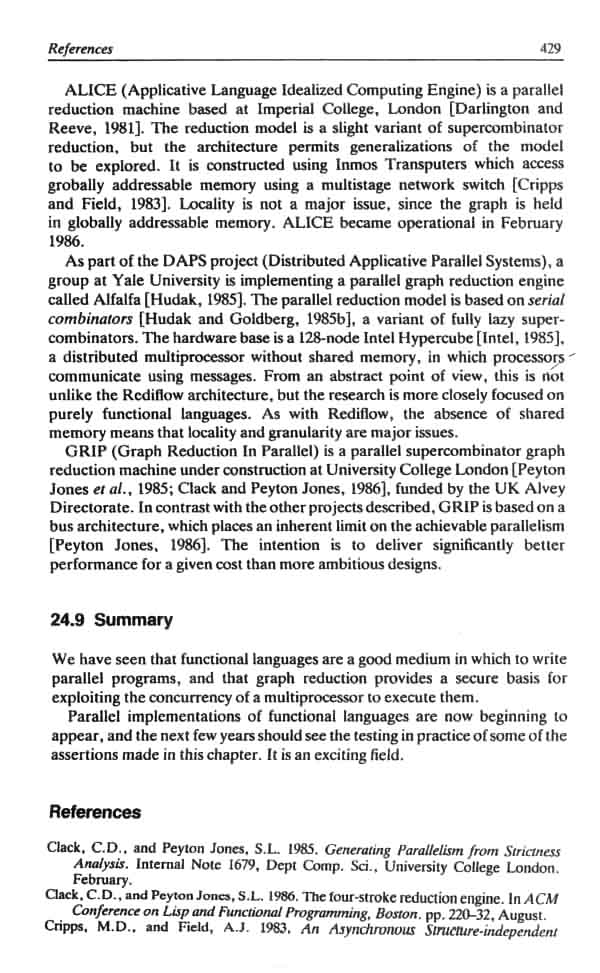 References 429
ALICE (Applicative Language Idealized Computing Engine) is a parallel
reduction machine based at Imperial College, London [Darlington and
Reeve, 1981]. The reduction model is a slight variant of supercombinator
reduction, but the architecture permits generalizations of the model
to be explored. It is constructed using Inmos Transputers which access
grobally addressable memory using a multistage network switch [Cripps
and Field, 1983]. Locality is not a major issue, since the graph is held
in globally addressable memory. ALICE became operational in February
1986.
As part of the DAPS project (Distributed Applicative Parallel Systems), a
group at Yale University is implementing a parallel graph reduction engine
called Alfalfa [Hudak, 1985]. The parallel reduction model is based on serial
combinators [Hudak and Goldberg, 1985b], a variant of fully lazy super-
combinators. The hardware base is a 128-node Intel Hypercube [Intel, 1985],
a distributed multiprocessor without shared memory, in which processors
communicate using messages. From an abstract point of view, this is not
unlike the Rediflow architecture, but the research is more closely focused on
purely functional languages. As with Rediflow, the absence of shared
memory means that locality and granularity are major issues.
GRIP (Graph Reduction In Parallel) is a parallel supercombinator graph
reduction machine under construction at University College London [Peyton
Jones et al., 1985; Clack and Peyton Jones, 1986], funded by the UK Alvey
Directorate. In contrast with the other projects described, GRIP is based on a
bus architecture, which places an inherent limit on the achievable parallelism
[Peyton Jones, 1986]. The intention is to deliver significantly better
performance for a given cost than more ambitious designs.
24.9 Summary
We have seen that functional languages are a good medium in which to write
parallel programs, and that graph reduction provides a secure basis for
exploiting the concurrency of a multiprocessor to execute them.
Parallel implementations of functional languages are now beginning to
appear, and the next few years should see the testing in practice of some of the
assertions made in this chapter. It is an exciting field.
References
Clack, C.D., and Peyton Jones, S.L. 1985. Generating Parallelism from Strictness
Analysis. Internal Note 1679, Dept Comp. Sci., University College London.
February.
Clack, C.D., and Peyton Jones, S.L. 1986. The four-stroke reduction engine. In ACM
Conference on Lisp and Functional Programming, Boston. pp. 220–32, August.
Cripps, M.D., and Field, A.J. 1983. An Asynchronous Structure-independent